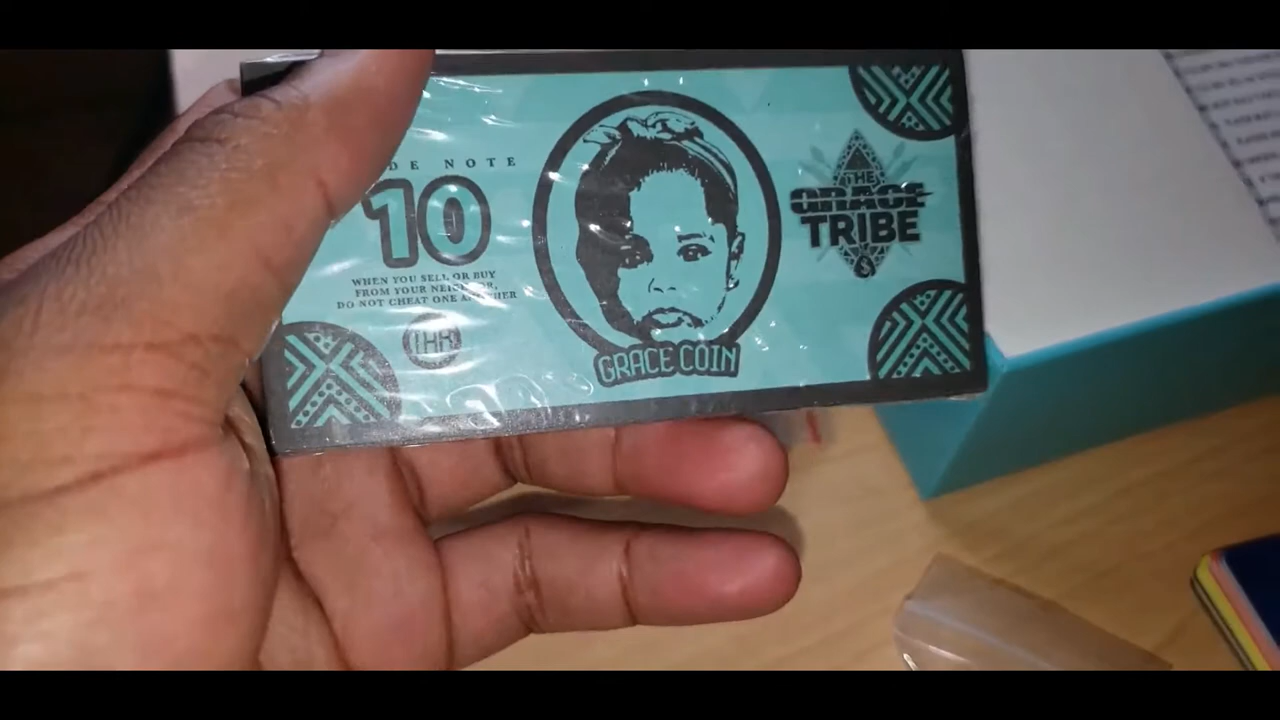 DE NOTE
10
WHEN YOU SELL OR BUY
FROM YOUR NEIGHBOR,
DO NOT CHEAT ONE ANOTHER
1HR
GRACE COIN
THE
GRACE
TRIBE